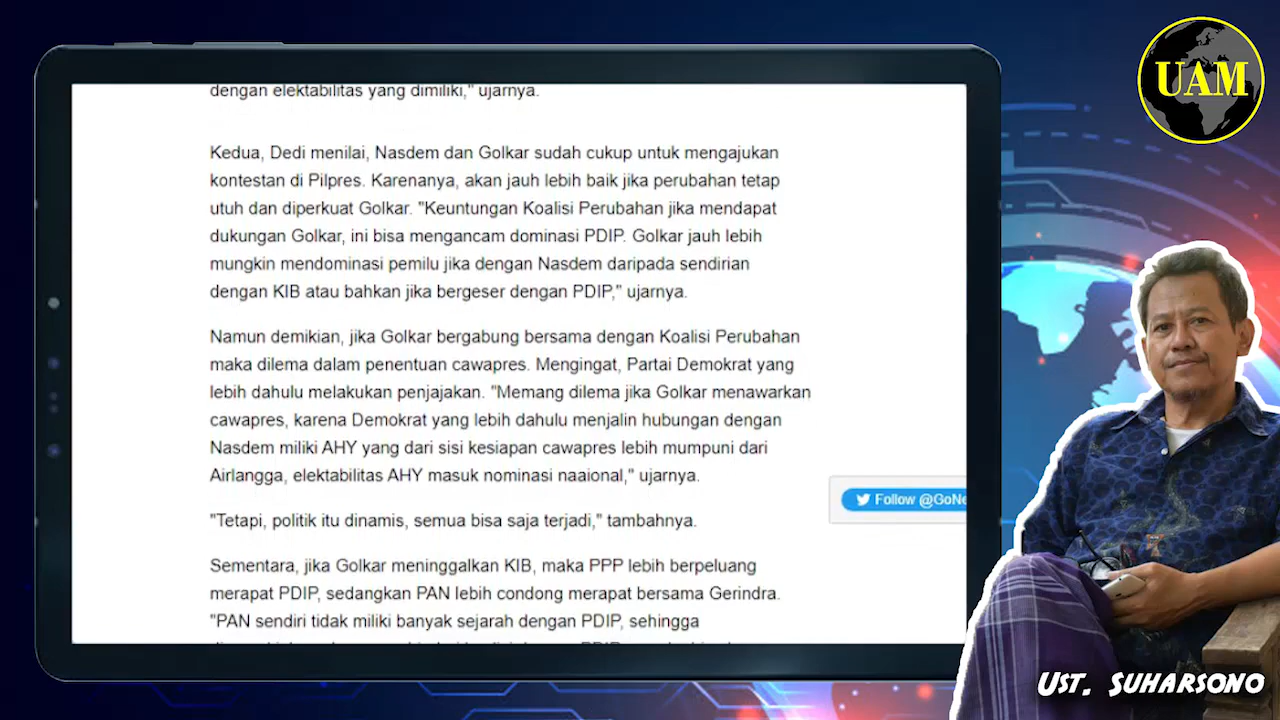 UAM
dengan elektabilitas yang dimiliki," ujarnya.
Kedua, Dedi menilai, Nasdem dan Golkar sudah cukup untuk mengajukan
kontestan di Pilpres. Karenanya, akan jauh lebih baik jika perubahan tetap
utuh dan diperkuat Golkar. "Keuntungan Koalisi Perubahan jika mendapat
dukungan Golkar, ini bisa mengancam dominasi PDIP. Golkar jauh lebih
mungkin mendominasi pemilu jika dengan Nasdem daripada sendirian
dengan KIB atau bahkan jika bergeser dengan PDIP," ujarnya.
Namun demikian, jika Golkar bergabung bersama dengan Koalisi Perubahan
maka dilema dalam penentuan cawapres. Mengingat, Partai Demokrat yang
lebih dahulu melakukan penjajakan. "Memang dilema jika Golkar menawarkan
cawapres, karena Demokrat yang lebih dahulu menjalin hubungan dengan
Nasdem miliki AHY yang dari sisi kesiapan cawapres lebih mumpuni dari
Airlangga, elektabilitas AHY masuk nominasi naaional," ujarnya.
Follow @GoNe
"Tetapi, politik itu dinamis, semua bisa saja terjadi," tambahnya.
Sementara, jika Golkar meninggalkan KIB, maka PPP lebih berpeluang
merapat PDIP, sedangkan PAN lebih condong merapat bersama Gerindra.
"PAN sendiri tidak miliki banyak sejarah dengan PDIP, sehingga
Ust. Suharsono